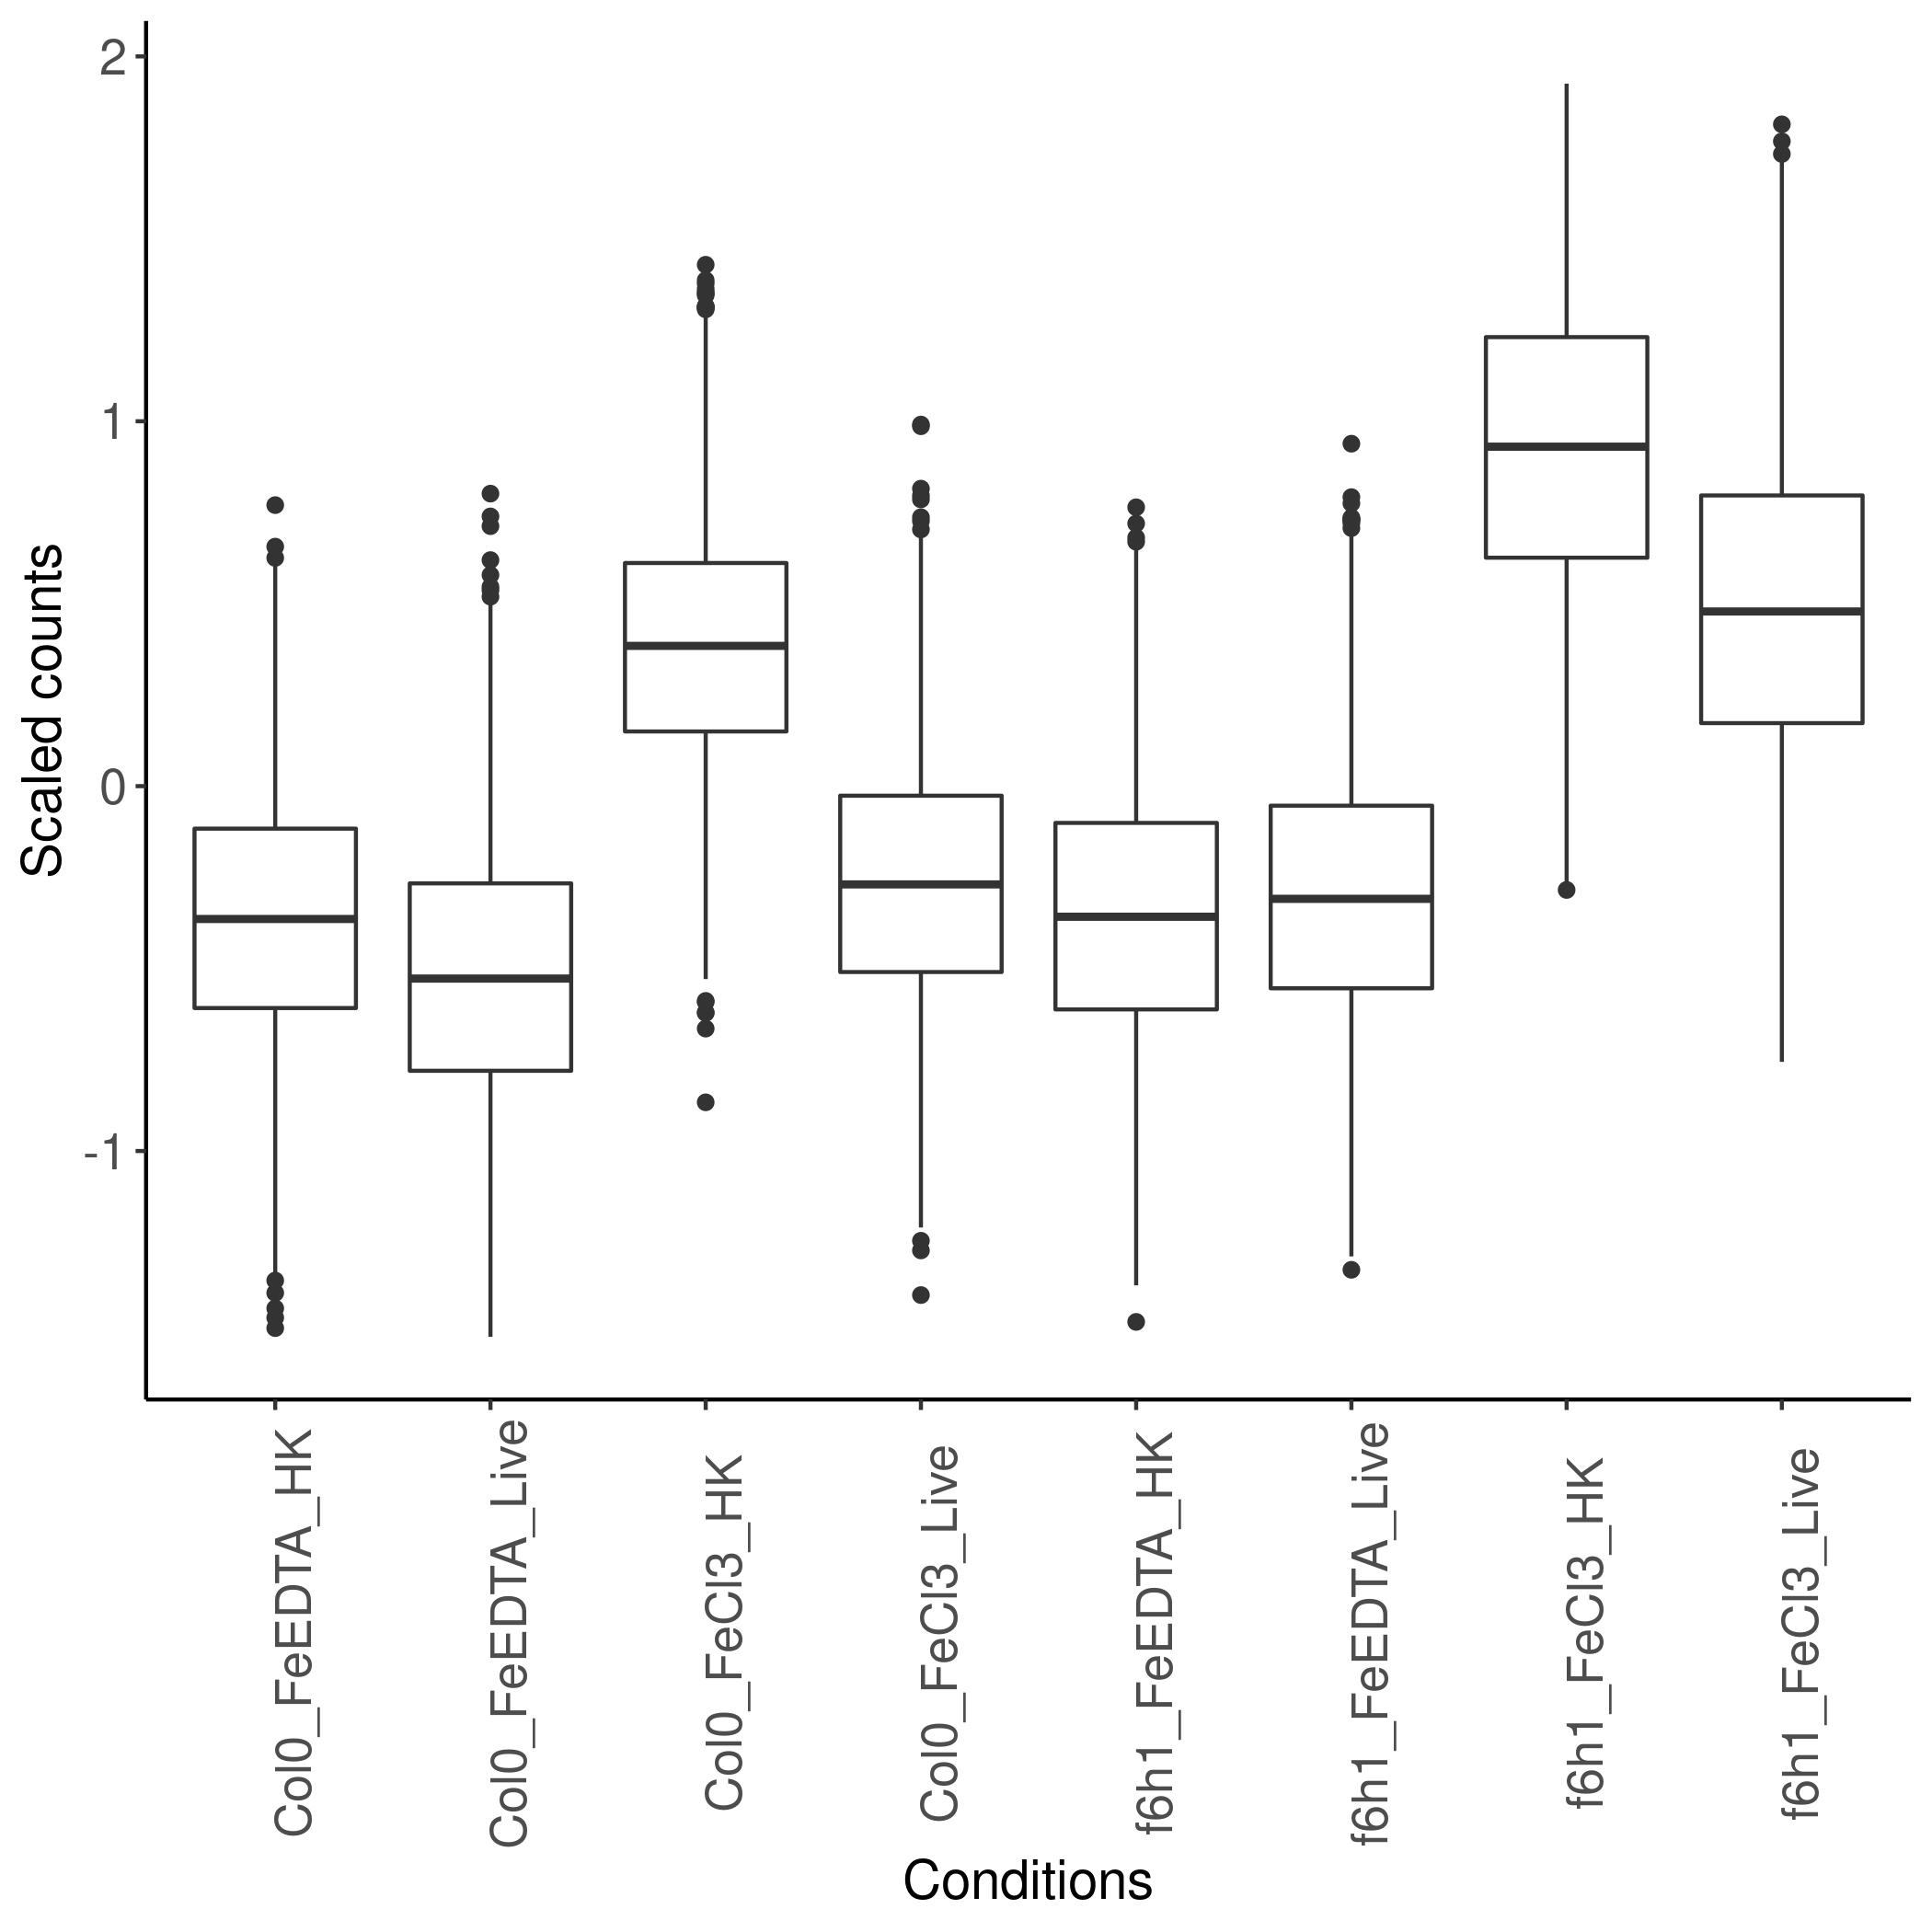 2
1
0
-1
Scaled counts
Col0_FeEDTA_HK
Col0_FeEDTA_Live
Col0_FeCl3_HK
Col0_FeCl3_Live
f6h1_FeEDTA_HK
f6h1_FeEDTA_Live
f6h1_FeCl3_HK
f6h1_FeCl3_Live
Conditions